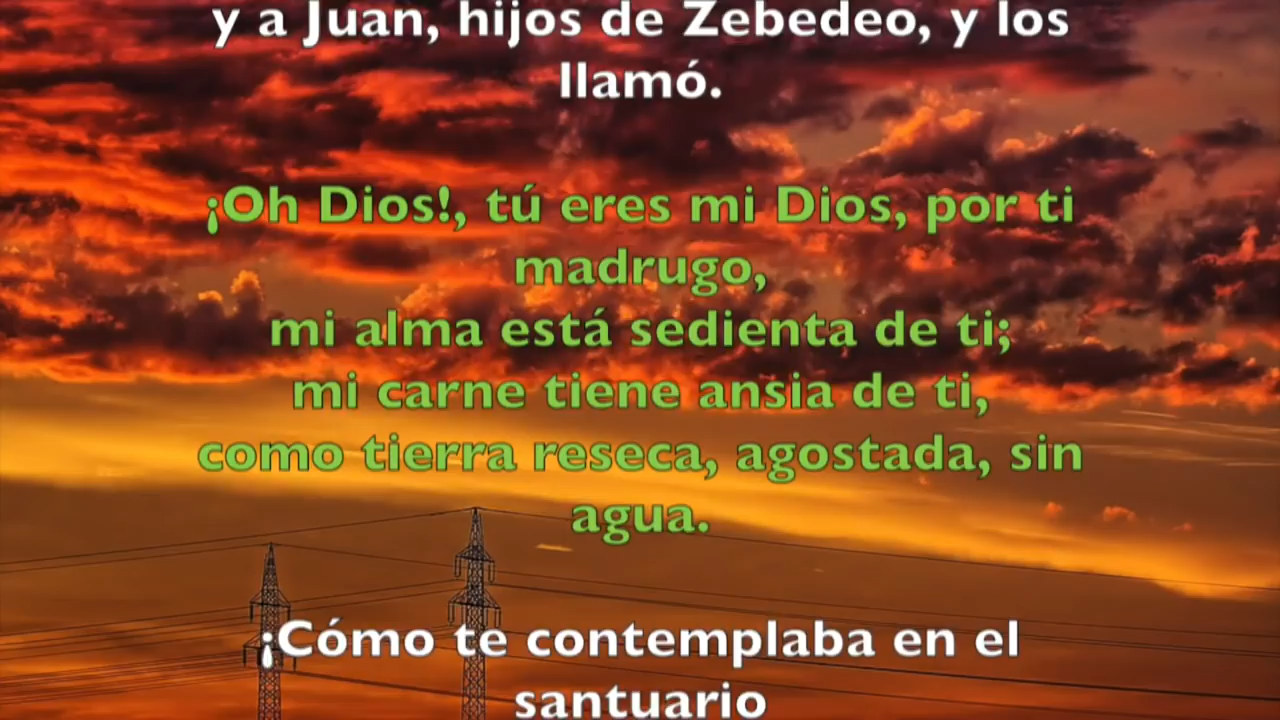 y a Juan, hijos de Zebedeo, y los
llamó.
¡Oh Dios!, tú eres mi Dios, por ti
madrugo,
mi alma está sedienta de ti;
mi carne tiene ansia de ti,
como tierra reseca, agostada, sin
agua.
¡Cómo te contemplaba en el
santuario